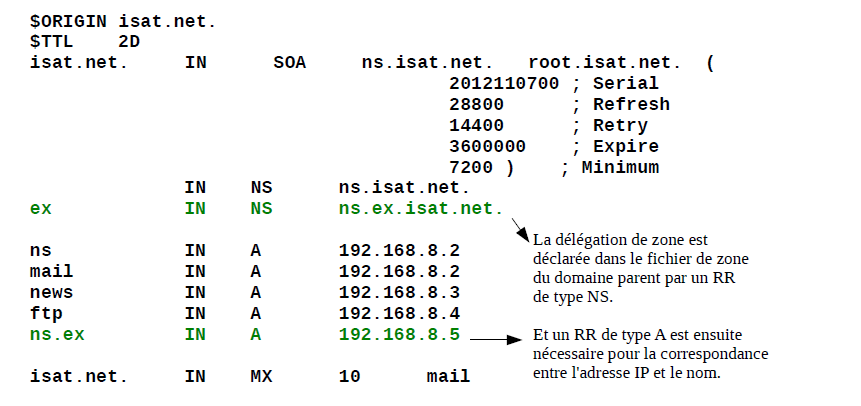 $ORIGIN isat.net.
$TTL 2D
isat.net. IN SOA ns.isat.net. root.isat.net. (
2012110700 ; Serial
28800 ; Refresh
14400 ; Retry
3600000 ; Expire
7200 ) ; Minimum
IN NS ns.isat.net.
ex IN NS ns.ex.isat.net.
La délégation de zone est
déclarée dans le fichier de zone
du domaine parent par un RR
de type NS.
ns IN A 192.168.8.2
mail IN A 192.168.8.2
news IN A 192.168.8.3
ftp IN A 192.168.8.4
ns.ex IN A 192.168.8.5
Et un RR de type A est ensuite
nécessaire pour la correspondance
entre l'adresse IP et le nom.
isat.net. IN MX 10 mail